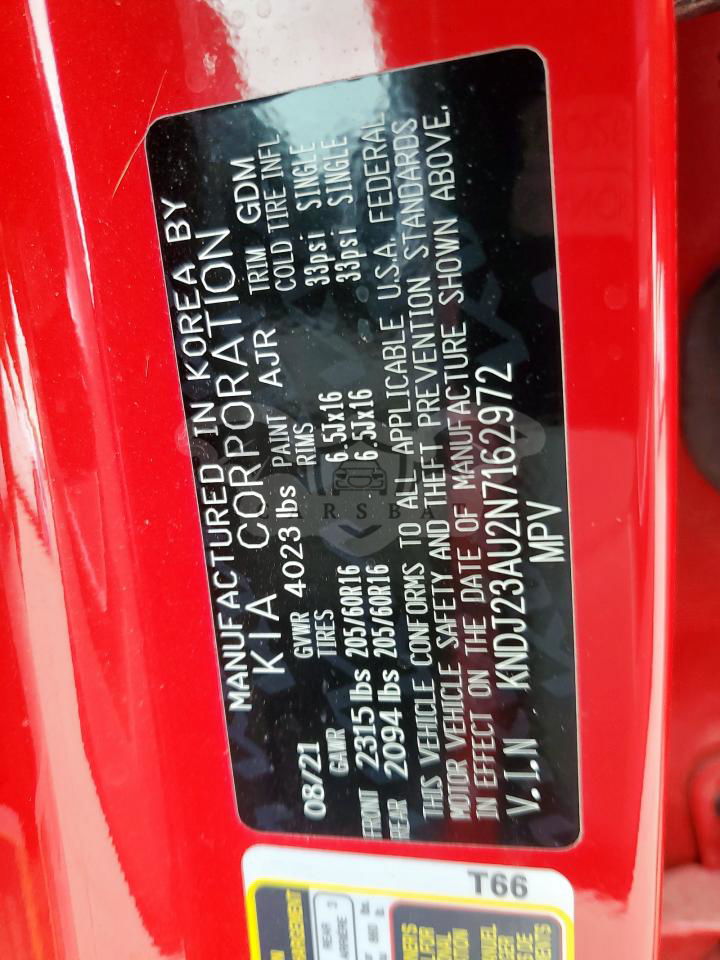 MANUFACTURED IN KOREA BY
KIA CORPORATION
08/21 GVWR 4023 lbs PAINT AJR TRIM GDM
GAWR TIRES RIMS COLD TIRE INFL
FRONT 2315 lbs 205/60R16 6.5Jx16 33psi SINGLE
REAR 2094 lbs 205/60R16 6.5Jx16 33psi SINGLE
THIS VEHICLE CONFORMS TO ALL APPLICABLE U.S.A. FEDERAL
MOTOR VEHICLE SAFETY AND THEFT PREVENTION STANDARDS
IN EFFECT ON THE DATE OF MANUFACTURE SHOWN ABOVE.
V.I.N KNDJ23AU2N7162972
MPV
T66
REAR
ARRIÈRE